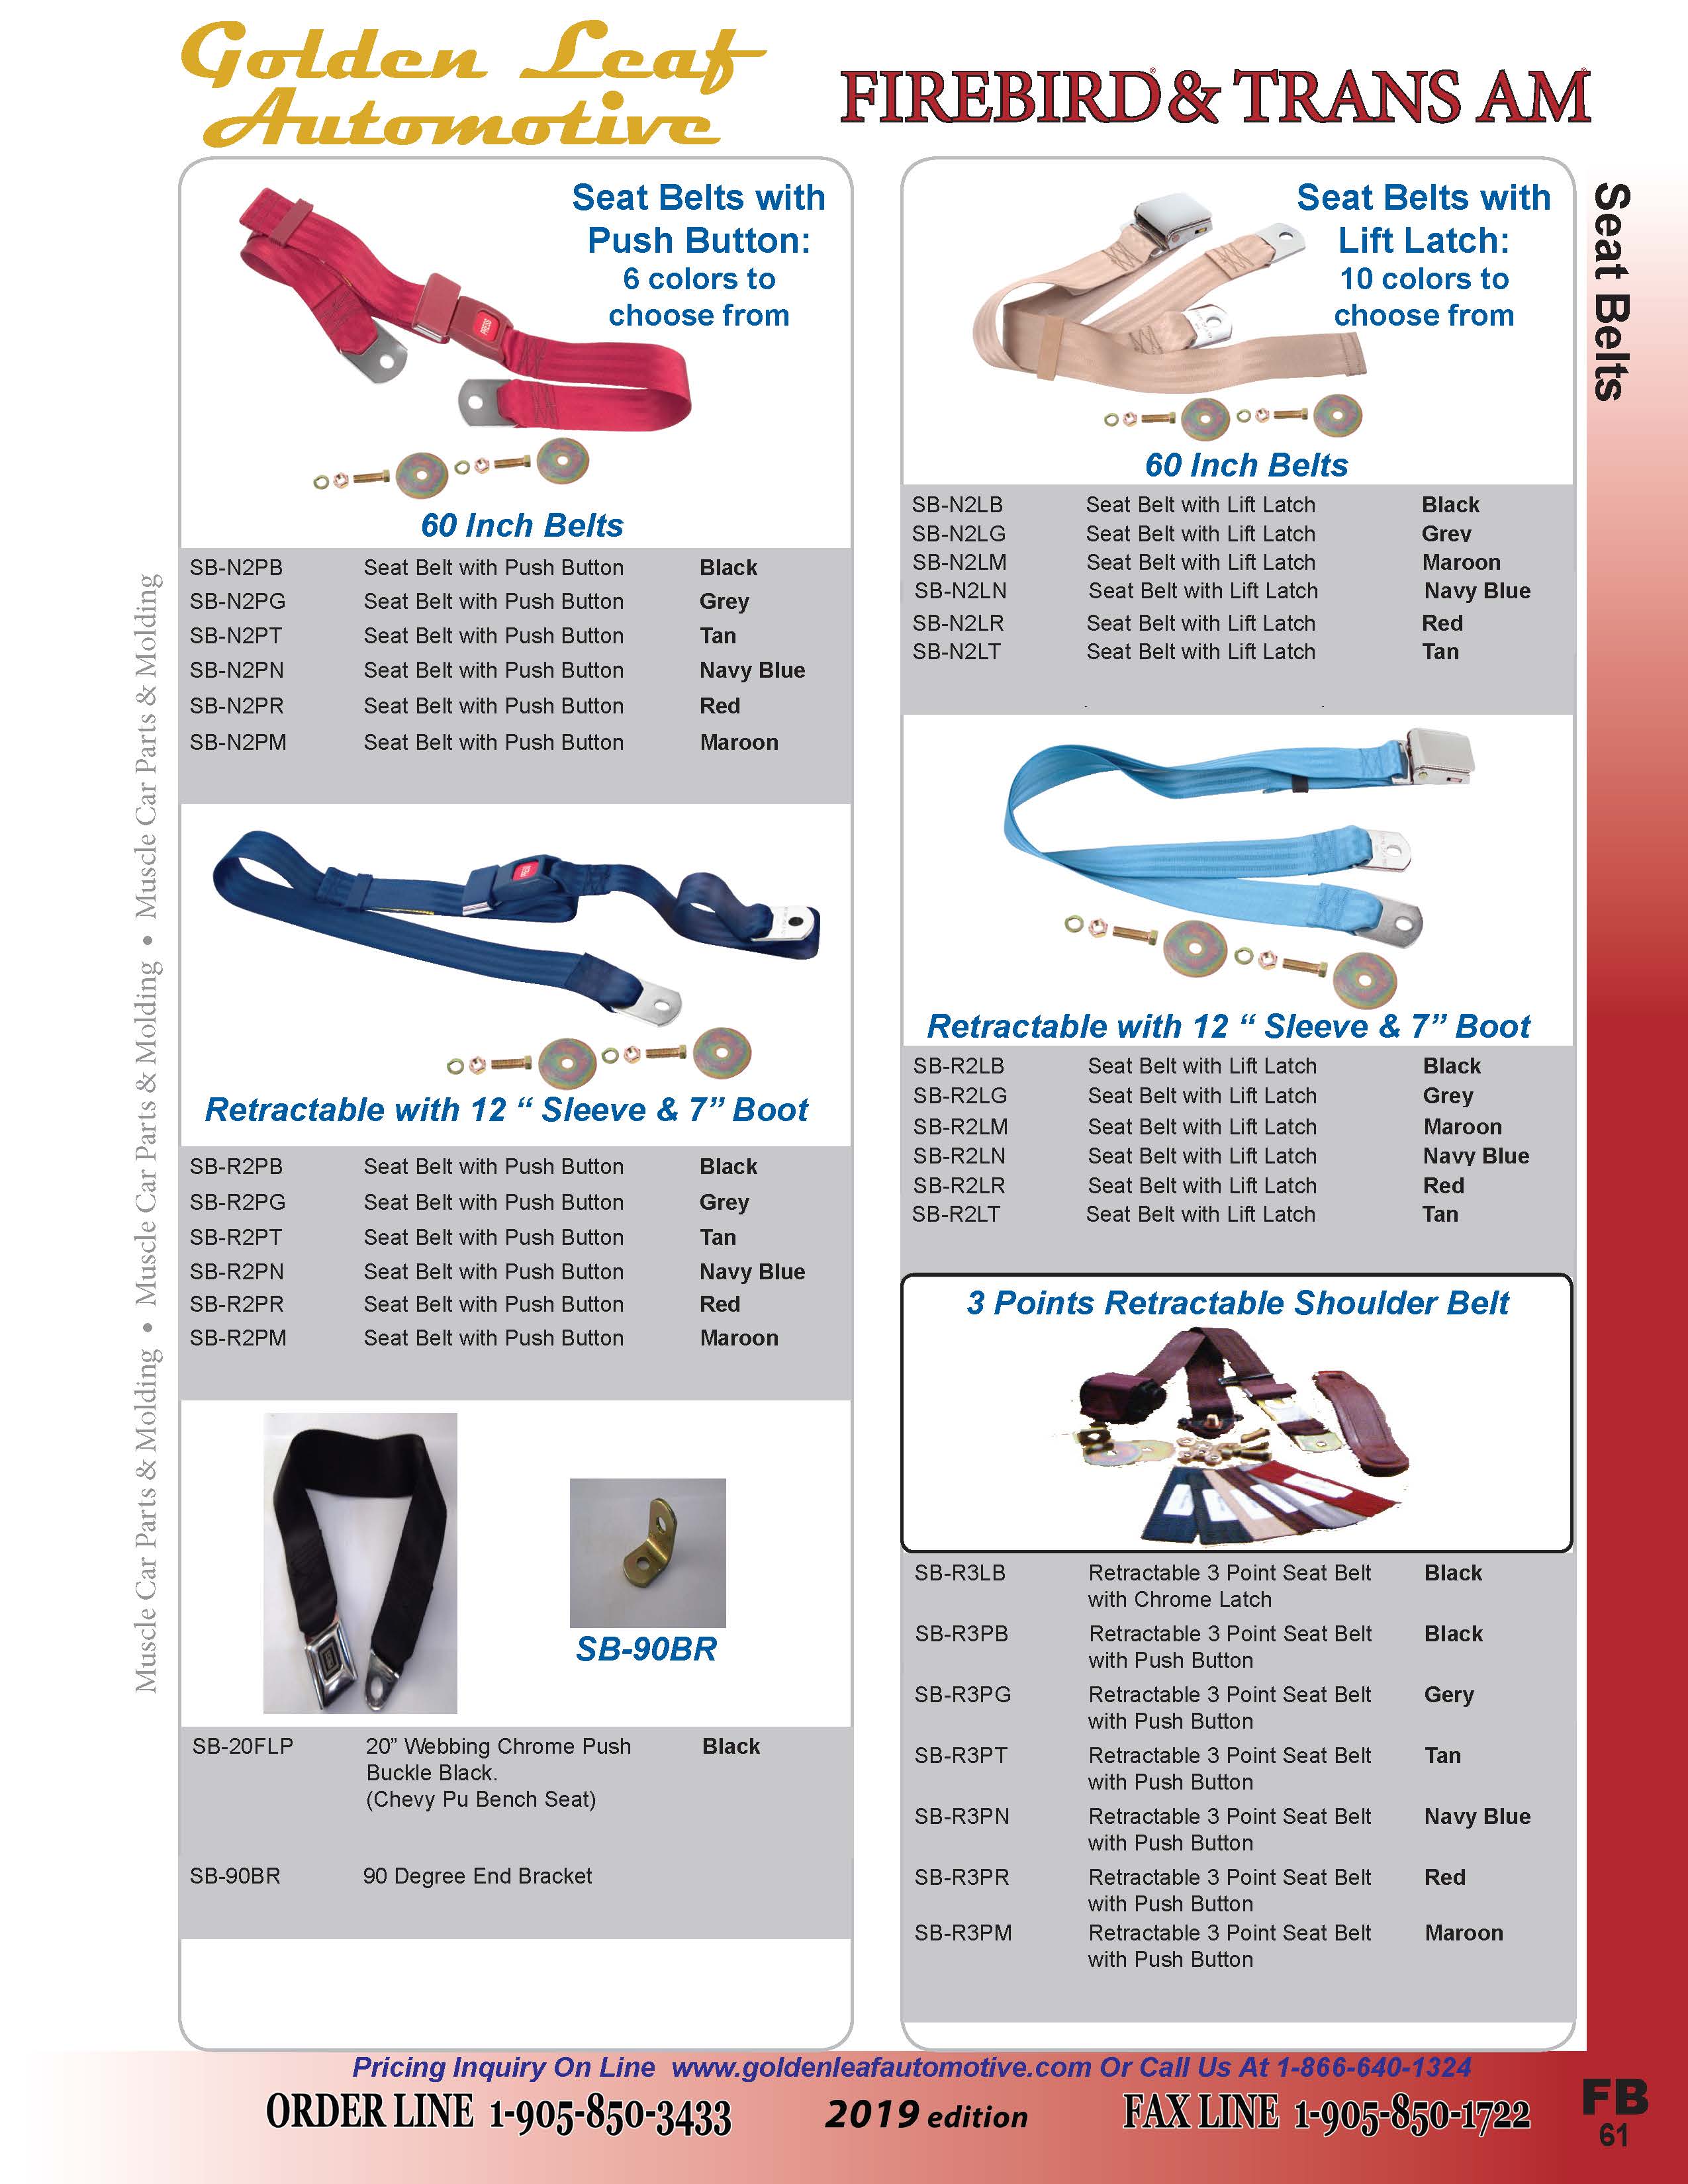 Golden Leaf
Automotive
FIREBIRD® & TRANS AM®
Seat Belts
Muscle Car Parts & Molding • Muscle Car Parts & Molding • Muscle Car Parts & Molding
Seat Belts with
Push Button:
6 colors to
choose from
PRESS
60 Inch Belts
SB-N2PB Seat Belt with Push Button Black
SB-N2PG Seat Belt with Push Button Grey
SB-N2PT Seat Belt with Push Button Tan
SB-N2PN Seat Belt with Push Button Navy Blue
SB-N2PR Seat Belt with Push Button Red
SB-N2PM Seat Belt with Push Button Maroon
Retractable with 12 “ Sleeve & 7” Boot
SB-R2PB Seat Belt with Push Button Black
SB-R2PG Seat Belt with Push Button Grey
SB-R2PT Seat Belt with Push Button Tan
SB-R2PN Seat Belt with Push Button Navy Blue
SB-R2PR Seat Belt with Push Button Red
SB-R2PM Seat Belt with Push Button Maroon
SB-90BR
SB-20FLP 20” Webbing Chrome Push Black
Buckle Black.
(Chevy Pu Bench Seat)
SB-90BR 90 Degree End Bracket
Seat Belts with
Lift Latch:
10 colors to
choose from
60 Inch Belts
SB-N2LB Seat Belt with Lift Latch Black
SB-N2LG Seat Belt with Lift Latch Grey
SB-N2LM Seat Belt with Lift Latch Maroon
SB-N2LN Seat Belt with Lift Latch Navy Blue
SB-N2LR Seat Belt with Lift Latch Red
SB-N2LT Seat Belt with Lift Latch Tan
Retractable with 12 “ Sleeve & 7” Boot
SB-R2LB Seat Belt with Lift Latch Black
SB-R2LG Seat Belt with Lift Latch Grey
SB-R2LM Seat Belt with Lift Latch Maroon
SB-R2LN Seat Belt with Lift Latch Navy Blue
SB-R2LR Seat Belt with Lift Latch Red
SB-R2LT Seat Belt with Lift Latch Tan
3 Points Retractable Shoulder Belt
SB-R3LB Retractable 3 Point Seat Belt Black
with Chrome Latch
SB-R3PB Retractable 3 Point Seat Belt Black
with Push Button
SB-R3PG Retractable 3 Point Seat Belt Gery
with Push Button
SB-R3PT Retractable 3 Point Seat Belt Tan
with Push Button
SB-R3PN Retractable 3 Point Seat Belt Navy Blue
with Push Button
SB-R3PR Retractable 3 Point Seat Belt Red
with Push Button
SB-R3PM Retractable 3 Point Seat Belt Maroon
with Push Button
Pricing Inquiry On Line www.goldenleafautomotive.com Or Call Us At 1-866-640-1324
ORDER LINE 1-905-850-3433 2019 edition FAX LINE 1-905-850-1722
FB
61